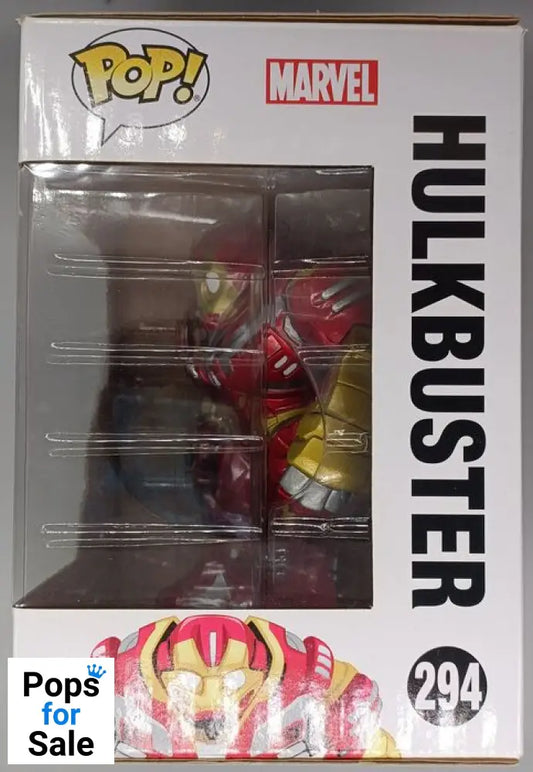 POP!
MARVEL
HULKBUSTER
294
Pops
for
Sale